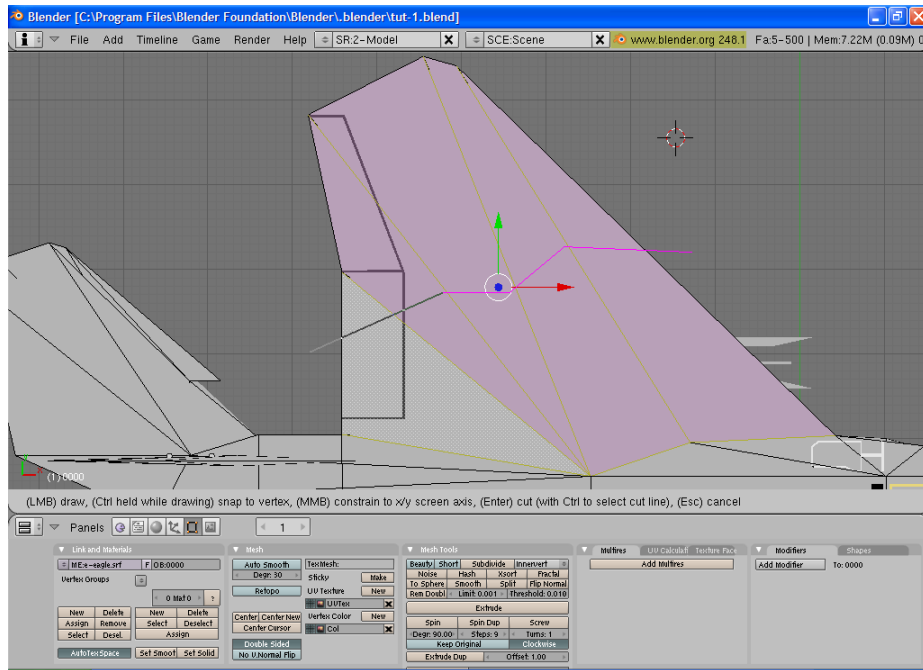 Blender [C:\Program Files\Blender Foundation\Blender\.blender\tut-1.blend]
File Add Timeline Game Render Help SR:2-Model X SCE:Scene X www.blender.org 248.1 Fa:5-500 | Mem:7.22M (0.09M)
(1) 0000
(LMB) draw, (Ctrl held while drawing) snap to vertex, (MMB) constrain to x/y screen axis, (Enter) cut (with Ctrl to select cut line), (Esc) cancel
Panels 1
Link and Materials
ME:e-eagle.srf F OB:0000
Vertex Groups
0 Mat 0 ?
New Delete New Delete
Assign Remove Select Deselect
Select Desel. Assign
AutoTexSpace Set Smoot Set Solid
Mesh
Auto Smooth TexMesh:
Degr: 30 Sticky Make
Retopo UV Texture New
UVTex
Center Center New Vertex Color New
Center Cursor Col
Double Sided
No V.Normal Flip
Mesh Tools
Beauty Short Subdivide Innervert
Noise Hash Xsort Fractal
To Sphere Smooth Split Flip Normal
Rem Doubl Limit: 0.001 Threshold: 0.010
Extrude
Spin Spin Dup Screw
Degr: 90.00 Steps: 9 Turns: 1
Keep Original Clockwise
Extrude Dup Offset: 1.00
Multires UV Calculati Texture Face
Add Multires
Modifiers Shapes
Add Modifier To: 0000